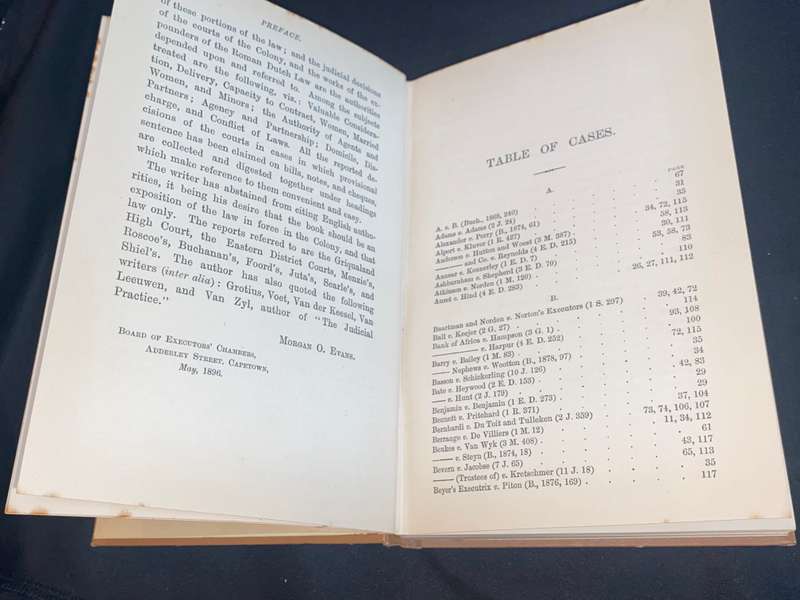 PREFACE.
of these portions of the law; and the judicial decisions
of the courts of the Colony, and the works of the ex-
pounders of the Roman Dutch Law are the authorities
depended upon and referred to. Among the subjects
treated are the following, viz.: Valuable Considera-
tion, Delivery, Capacity to Contract, Women, Married
Women, and Minors; the Authority of Agents and
Partners; Agency and Partnership; Domicile, Dis-
charge, and Conflict of Laws. All the reported de-
cisions of the courts in cases in which provisional
sentence has been claimed on bills, notes, and cheques,
are collected and digested together under headings
which make reference to them convenient and easy.
The writer has abstained from citing English autho-
rities, it being his desire that the book should be an
exposition of the law in force in the Colony, and that
law only. The reports referred to are the Griqualand
High Court, the Eastern District Courts, Menzie's,
Roscoe's, Buchanan's, Foord's, Juta's, Searle's, and
Shiel's. The author has also quoted the following
writers (inter alia): Grotius, Voet, Van der Keesel, Van
Leeuwen, and Van Zyl, author of "The Judicial
Practice."
MORGAN O. EVANS.
BOARD OF EXECUTORS' CHAMBERS,
ADDERLEY STREET, CAPETOWN,
May, 1896.
TABLE OF CASES.
A.
PAGE
A. v. B. (Buch., 1869, 240) 67
Adams v. Adams (2 J. 24) 31
Alexander v. Perry (B., 1874, 61) 35
Alport v. Kluver (1 R. 427) 34, 72, 115
Anderson v. Hutton and Woest (3 M. 387) 58, 113
——— and Co. v. Reynolds (4 E. D. 215) 30, 111
Annear v. Kennerley (1 E. D. 7) 53, 58, 73
Ashburnham v. Shepherd (3 E. D. 70) 83
Atkinson v. Norden (1 M. 120) 110
Auret v. Hind (4 E. D. 283) 26, 27, 111, 112
B.
Baartman and Norden v. Norton's Executors (1 S. 207) 39, 42, 72
Ball v. Keejer (2 G. 27) 114
Bank of Africa v. Hampson (3 G. 1) 93, 108
——— v. Harpur (4 E. D. 252) 100
Barry v. Bailey (1 M. 83) 72, 115
—— Nephews v. Wootton (B., 1878, 97) 35
Basson v. Schickerling (10 J. 126) 34
Bate v. Heywood (2 E. D. 153) 42, 83
—— v. Hunt (2 J. 179) 29
Benjamin v. Benjamin (1 E. D. 273) 29
Bennett v. Pritchard (1 R. 371) 37, 104
Bernhardi v. Du Toit and Tulleken (2 J. 359) 73, 74, 106, 107
Berrange v. De Villiers (1 M. 12) 11, 34, 112
Beukes v. Van Wyk (3 M. 408) 61
—— v. Steyn (B., 1874, 18) 43, 117
Bevern v. Jacobse (7 J. 65) 65, 113
—— (Trustees of) v. Kretschmer (11 J. 18) 35
Beyer's Executrix v. Piton (B., 1876, 169) 117